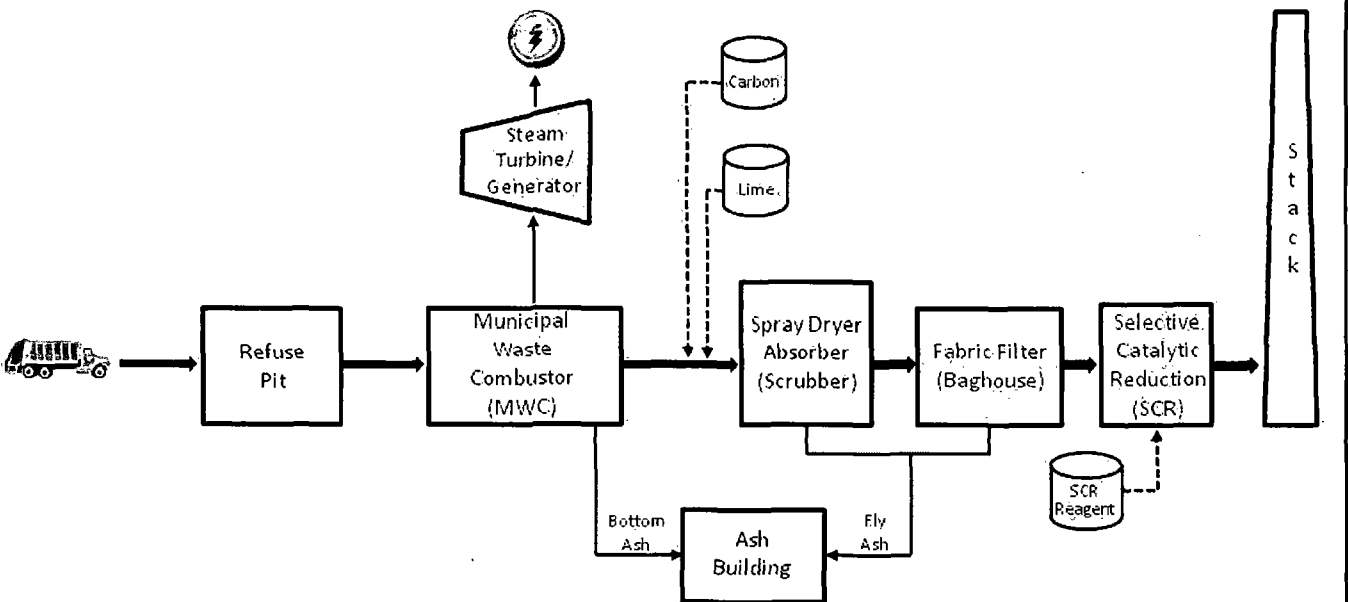 Carbon
Steam
Turbine/
Generator
Lime
S
t
a
c
k
Refuse
Pit
Municipal
Waste
Combustor
(MWC)
Spray Dryer
Absorber
(Scrubber)
Fabric Filter
(Baghouse)
Selective
Catalytic
Reduction
(SCR)
SCR
Reagent
Bottom
Ash
Ash
Building
Fly
Ash